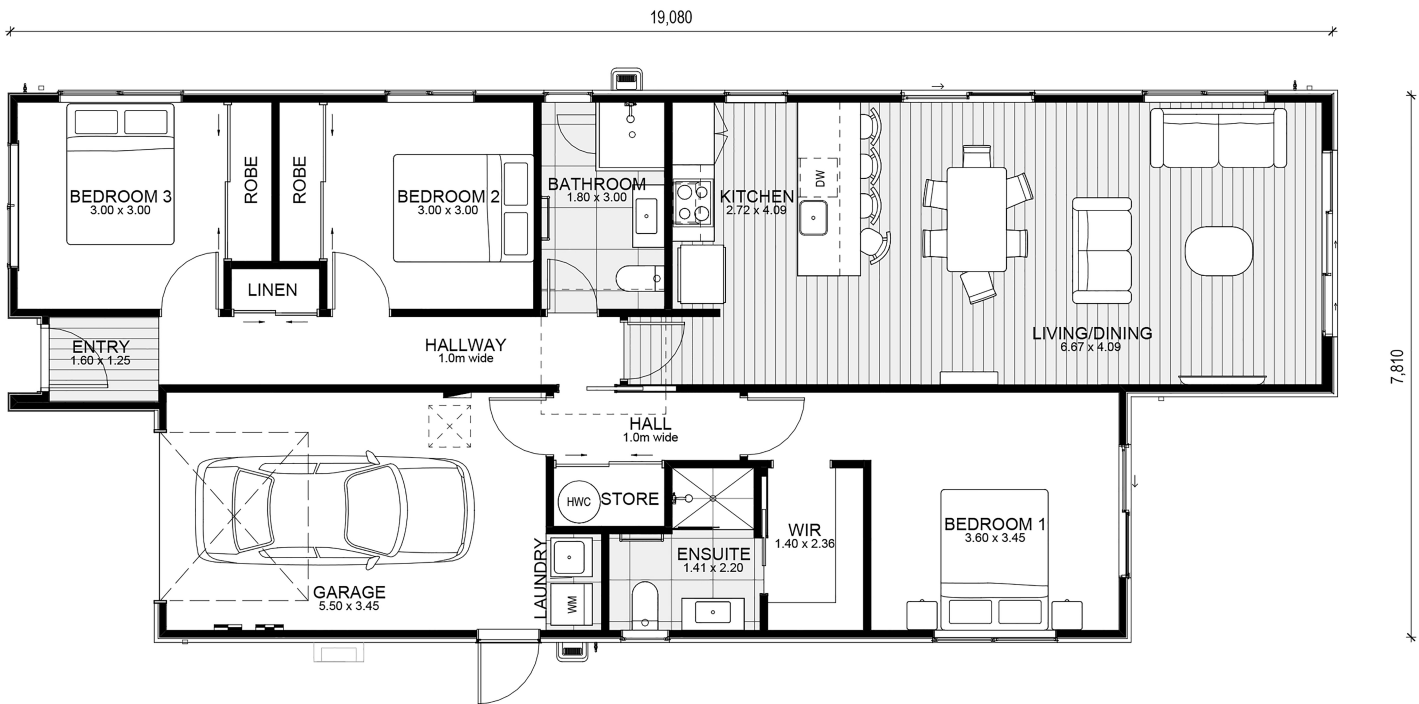 19,080
BEDROOM 3
3.00 x 3.00
ROBE
ROBE
BEDROOM 2
3.00 x 3.00
BATHROOM
1.80 x 3.00
KITCHEN
2.72 x 4.09
DW
LINEN
ENTRY
1.60 x 1.25
HALLWAY
1.0m wide
LIVING/DINING
6.67 x 4.09
7,810
HALL
1.0m wide
HWC
STORE
WIR
1.40 x 2.36
BEDROOM 1
3.60 x 3.45
ENSUITE
1.41 x 2.20
LAUNDRY
WM
GARAGE
5.50 x 3.45